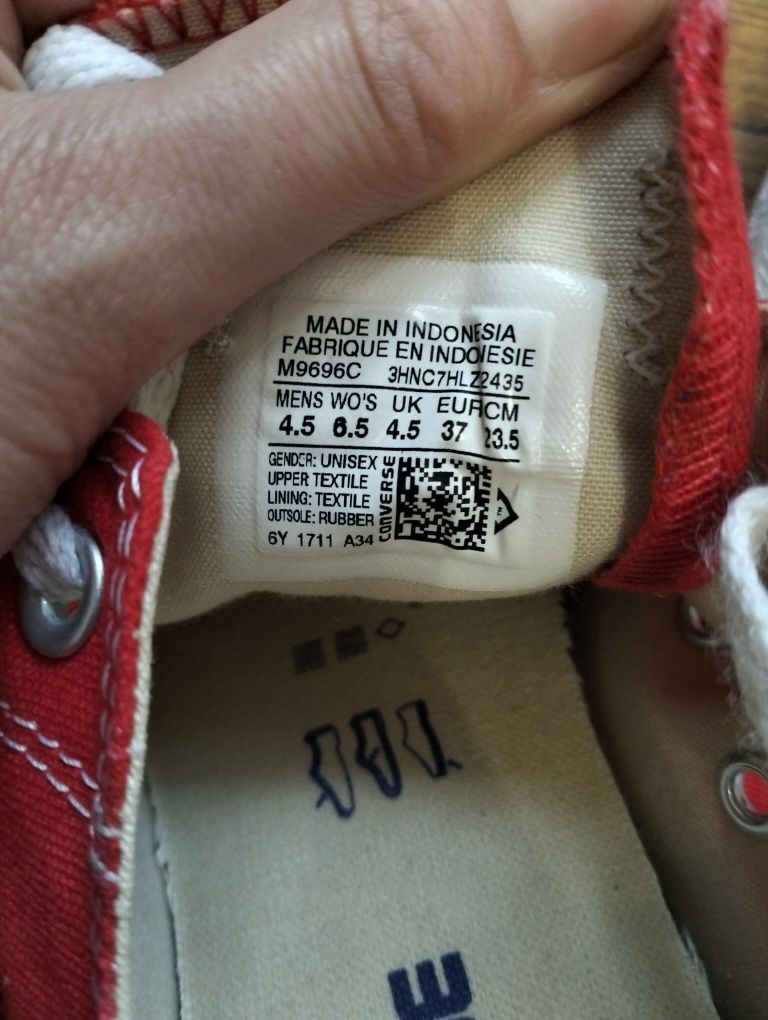 MADE IN INDONESIA
FABRIQUE EN INDONESIE
M9696C 3HNC7HLZ2435
MENS WO'S UK EUR CM
4.5 6.5 4.5 37 23.5
GENDER: UNISEX
UPPER TEXTILE
LINING: TEXTILE
OUTSOLE: RUBBER
6Y 1711 A34
CONVERSE